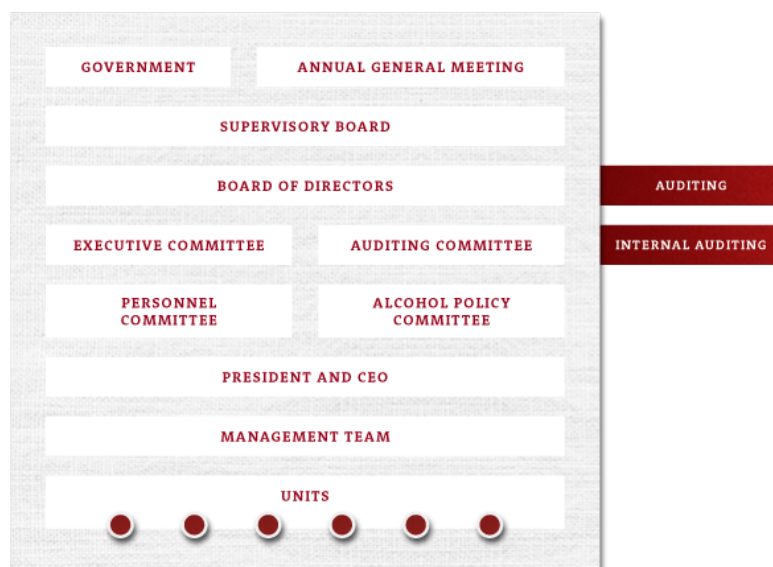 GOVERNMENT
ANNUAL GENERAL MEETING
SUPERVISORY BOARD
BOARD OF DIRECTORS
AUDITING
EXECUTIVE COMMITTEE
AUDITING COMMITTEE
INTERNAL AUDITING
PERSONNEL
COMMITTEE
ALCOHOL POLICY
COMMITTEE
PRESIDENT AND CEO
MANAGEMENT TEAM
UNITS